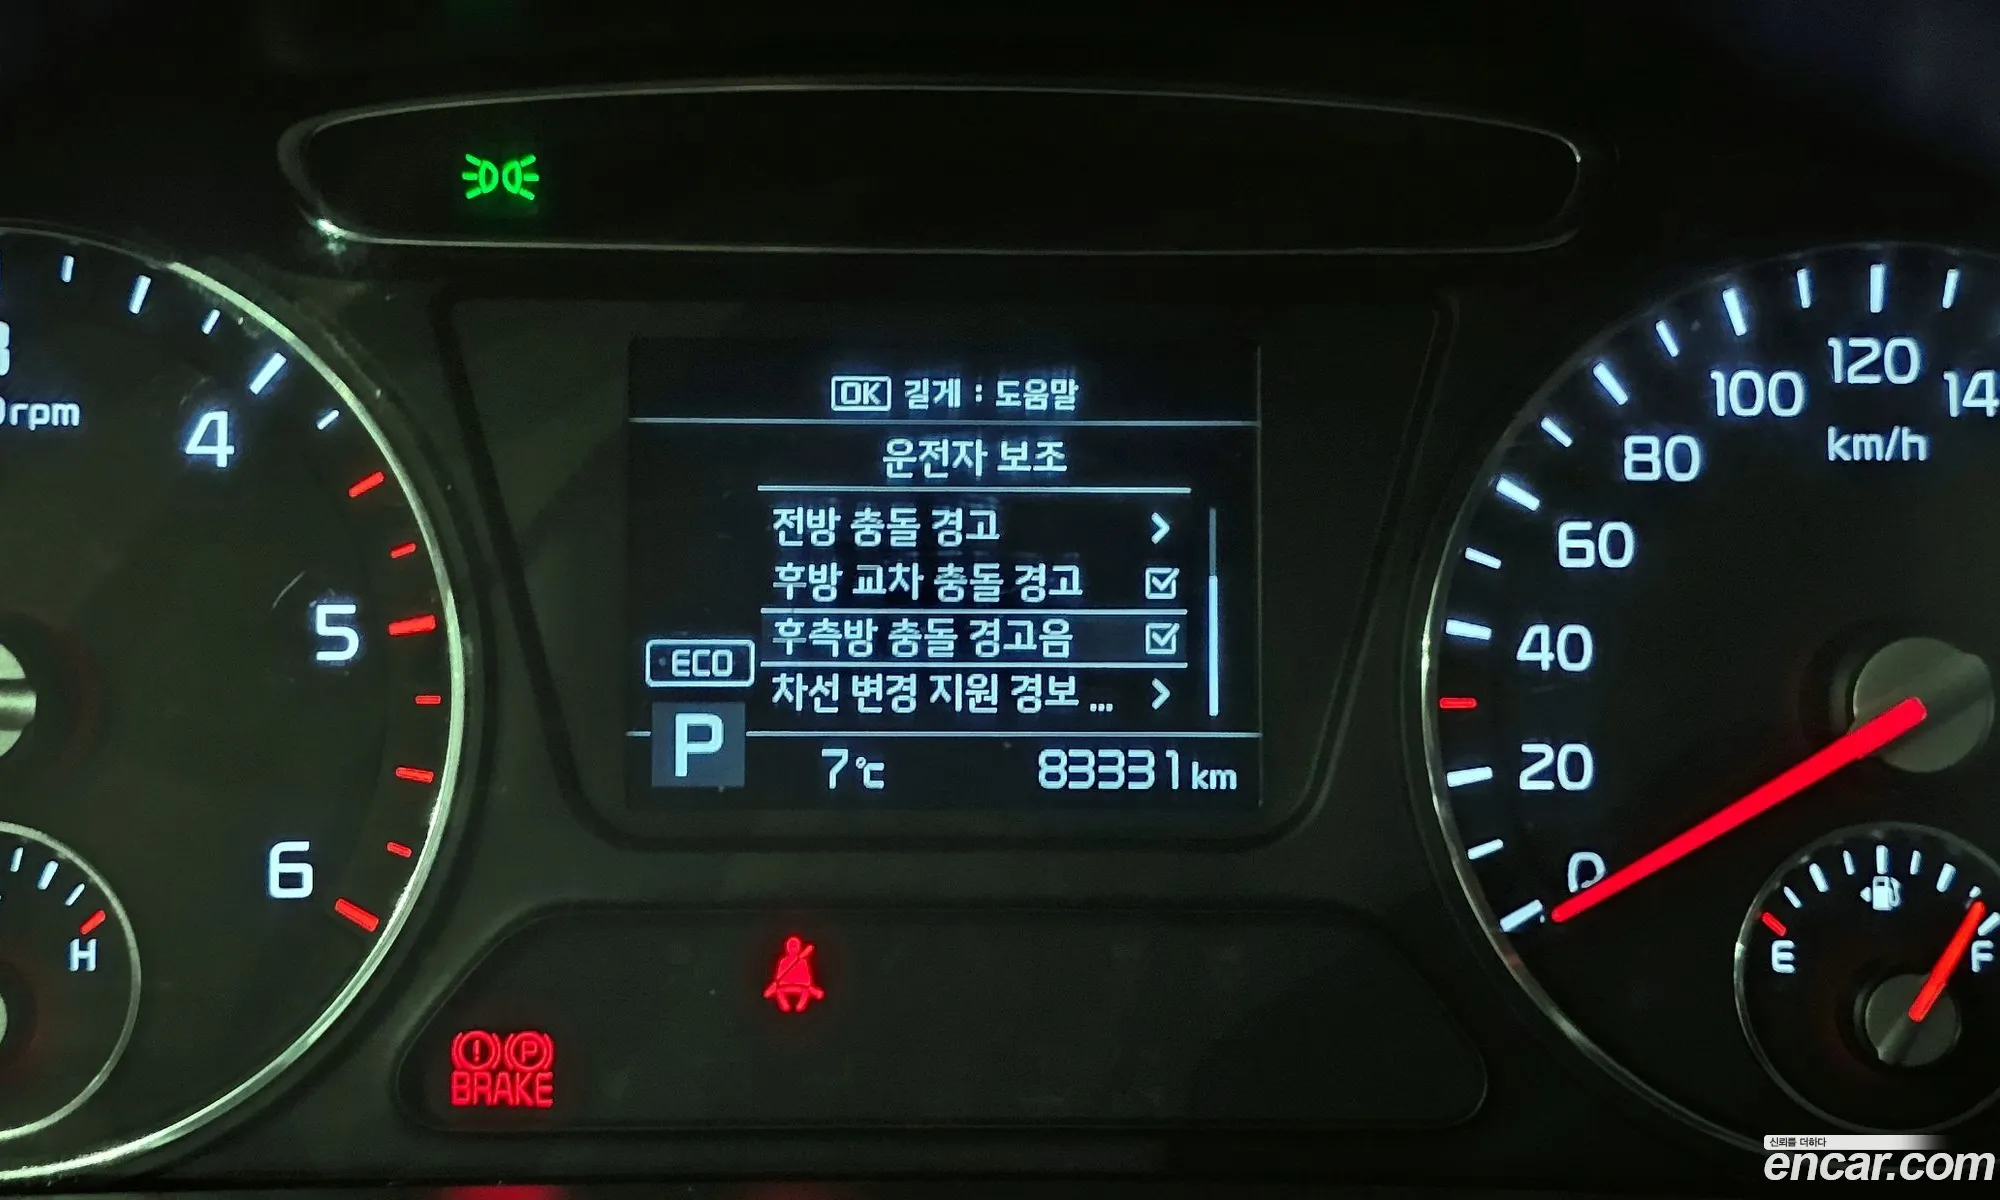 OK 길게 : 도움말
운전자 보조
전방 충돌 경고
후방 교차 충돌 경고
후측방 충돌 경고음
차선 변경 지원 경보 ...
ECO
P
7℃
83331 km
rpm
4
5
6
H
0
20
40
60
80
100
120
km/h
E
F
BRAKE
P
신뢰를 더하다
encar.com